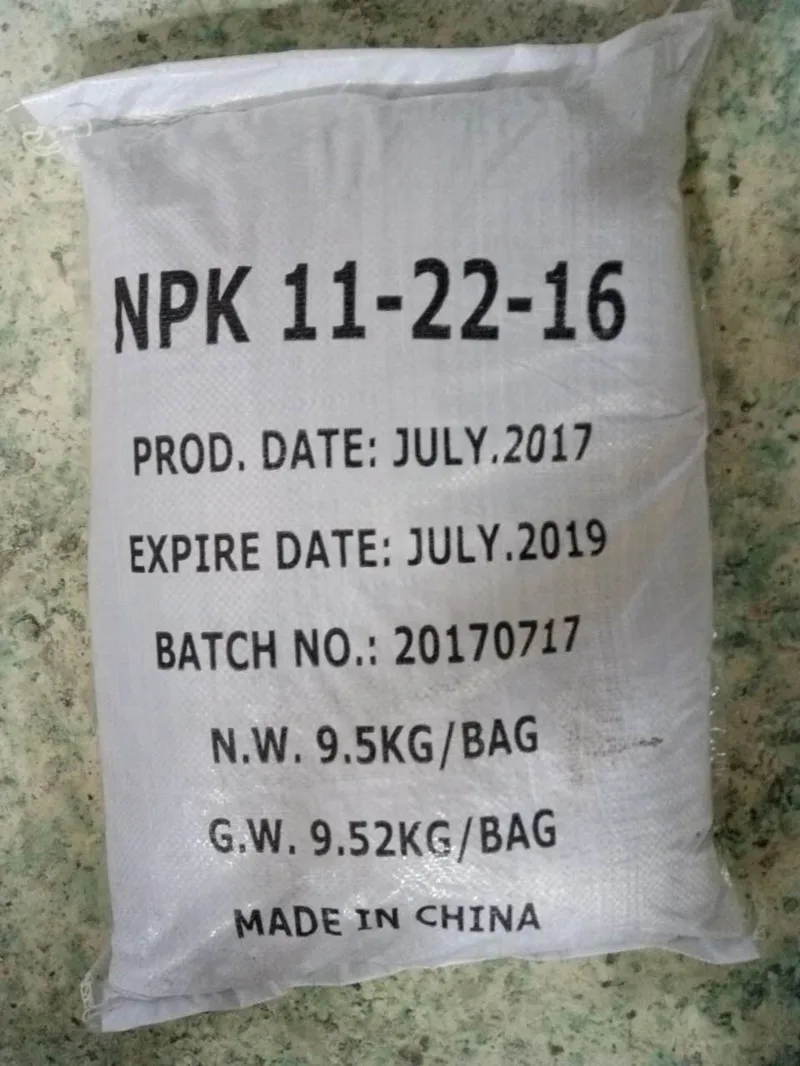 NPK 11-22-16
PROD. DATE: JULY.2017
EXPIRE DATE: JULY.2019
BATCH NO.: 20170717
N.W. 9.5KG/BAG
G.W. 9.52KG/BAG
MADE IN CHINA